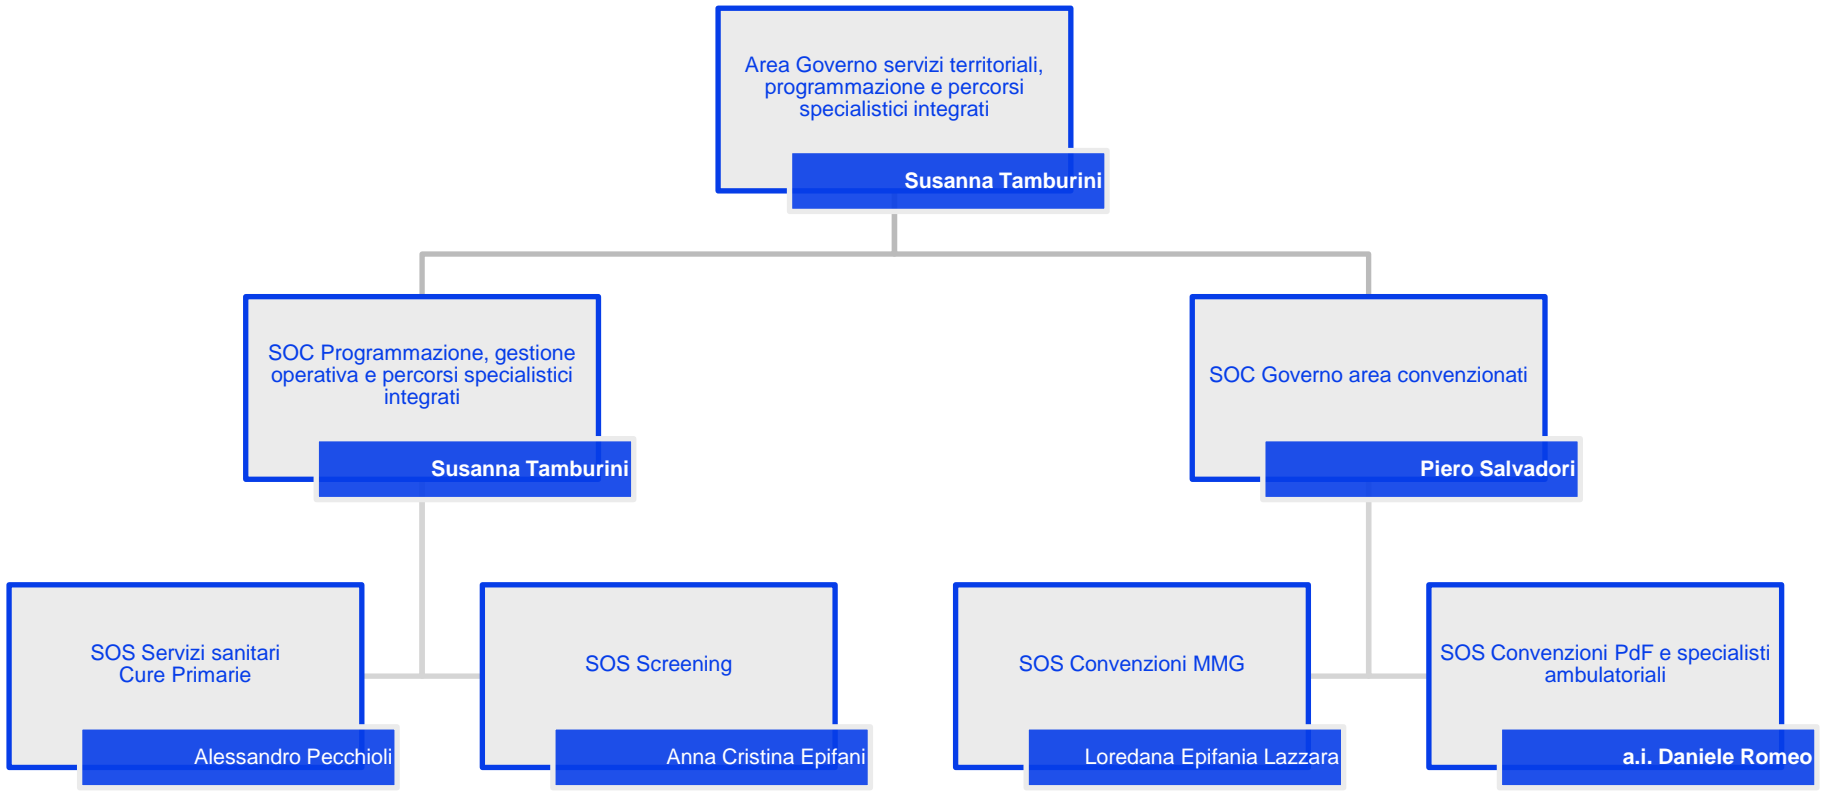 Area Governo servizi territoriali,
programmazione e percorsi
specialistici integrati
Susanna Tamburini
SOC Programmazione, gestione
operativa e percorsi specialistici
integrati
Susanna Tamburini
SOC Governo area convenzionati
Piero Salvadori
SOS Servizi sanitari
Cure Primarie
Alessandro Pecchioli
SOS Screening
Anna Cristina Epifani
SOS Convenzioni MMG
Loredana Epifania Lazzara
SOS Convenzioni PdF e specialisti
ambulatoriali
a.i. Daniele Romeo